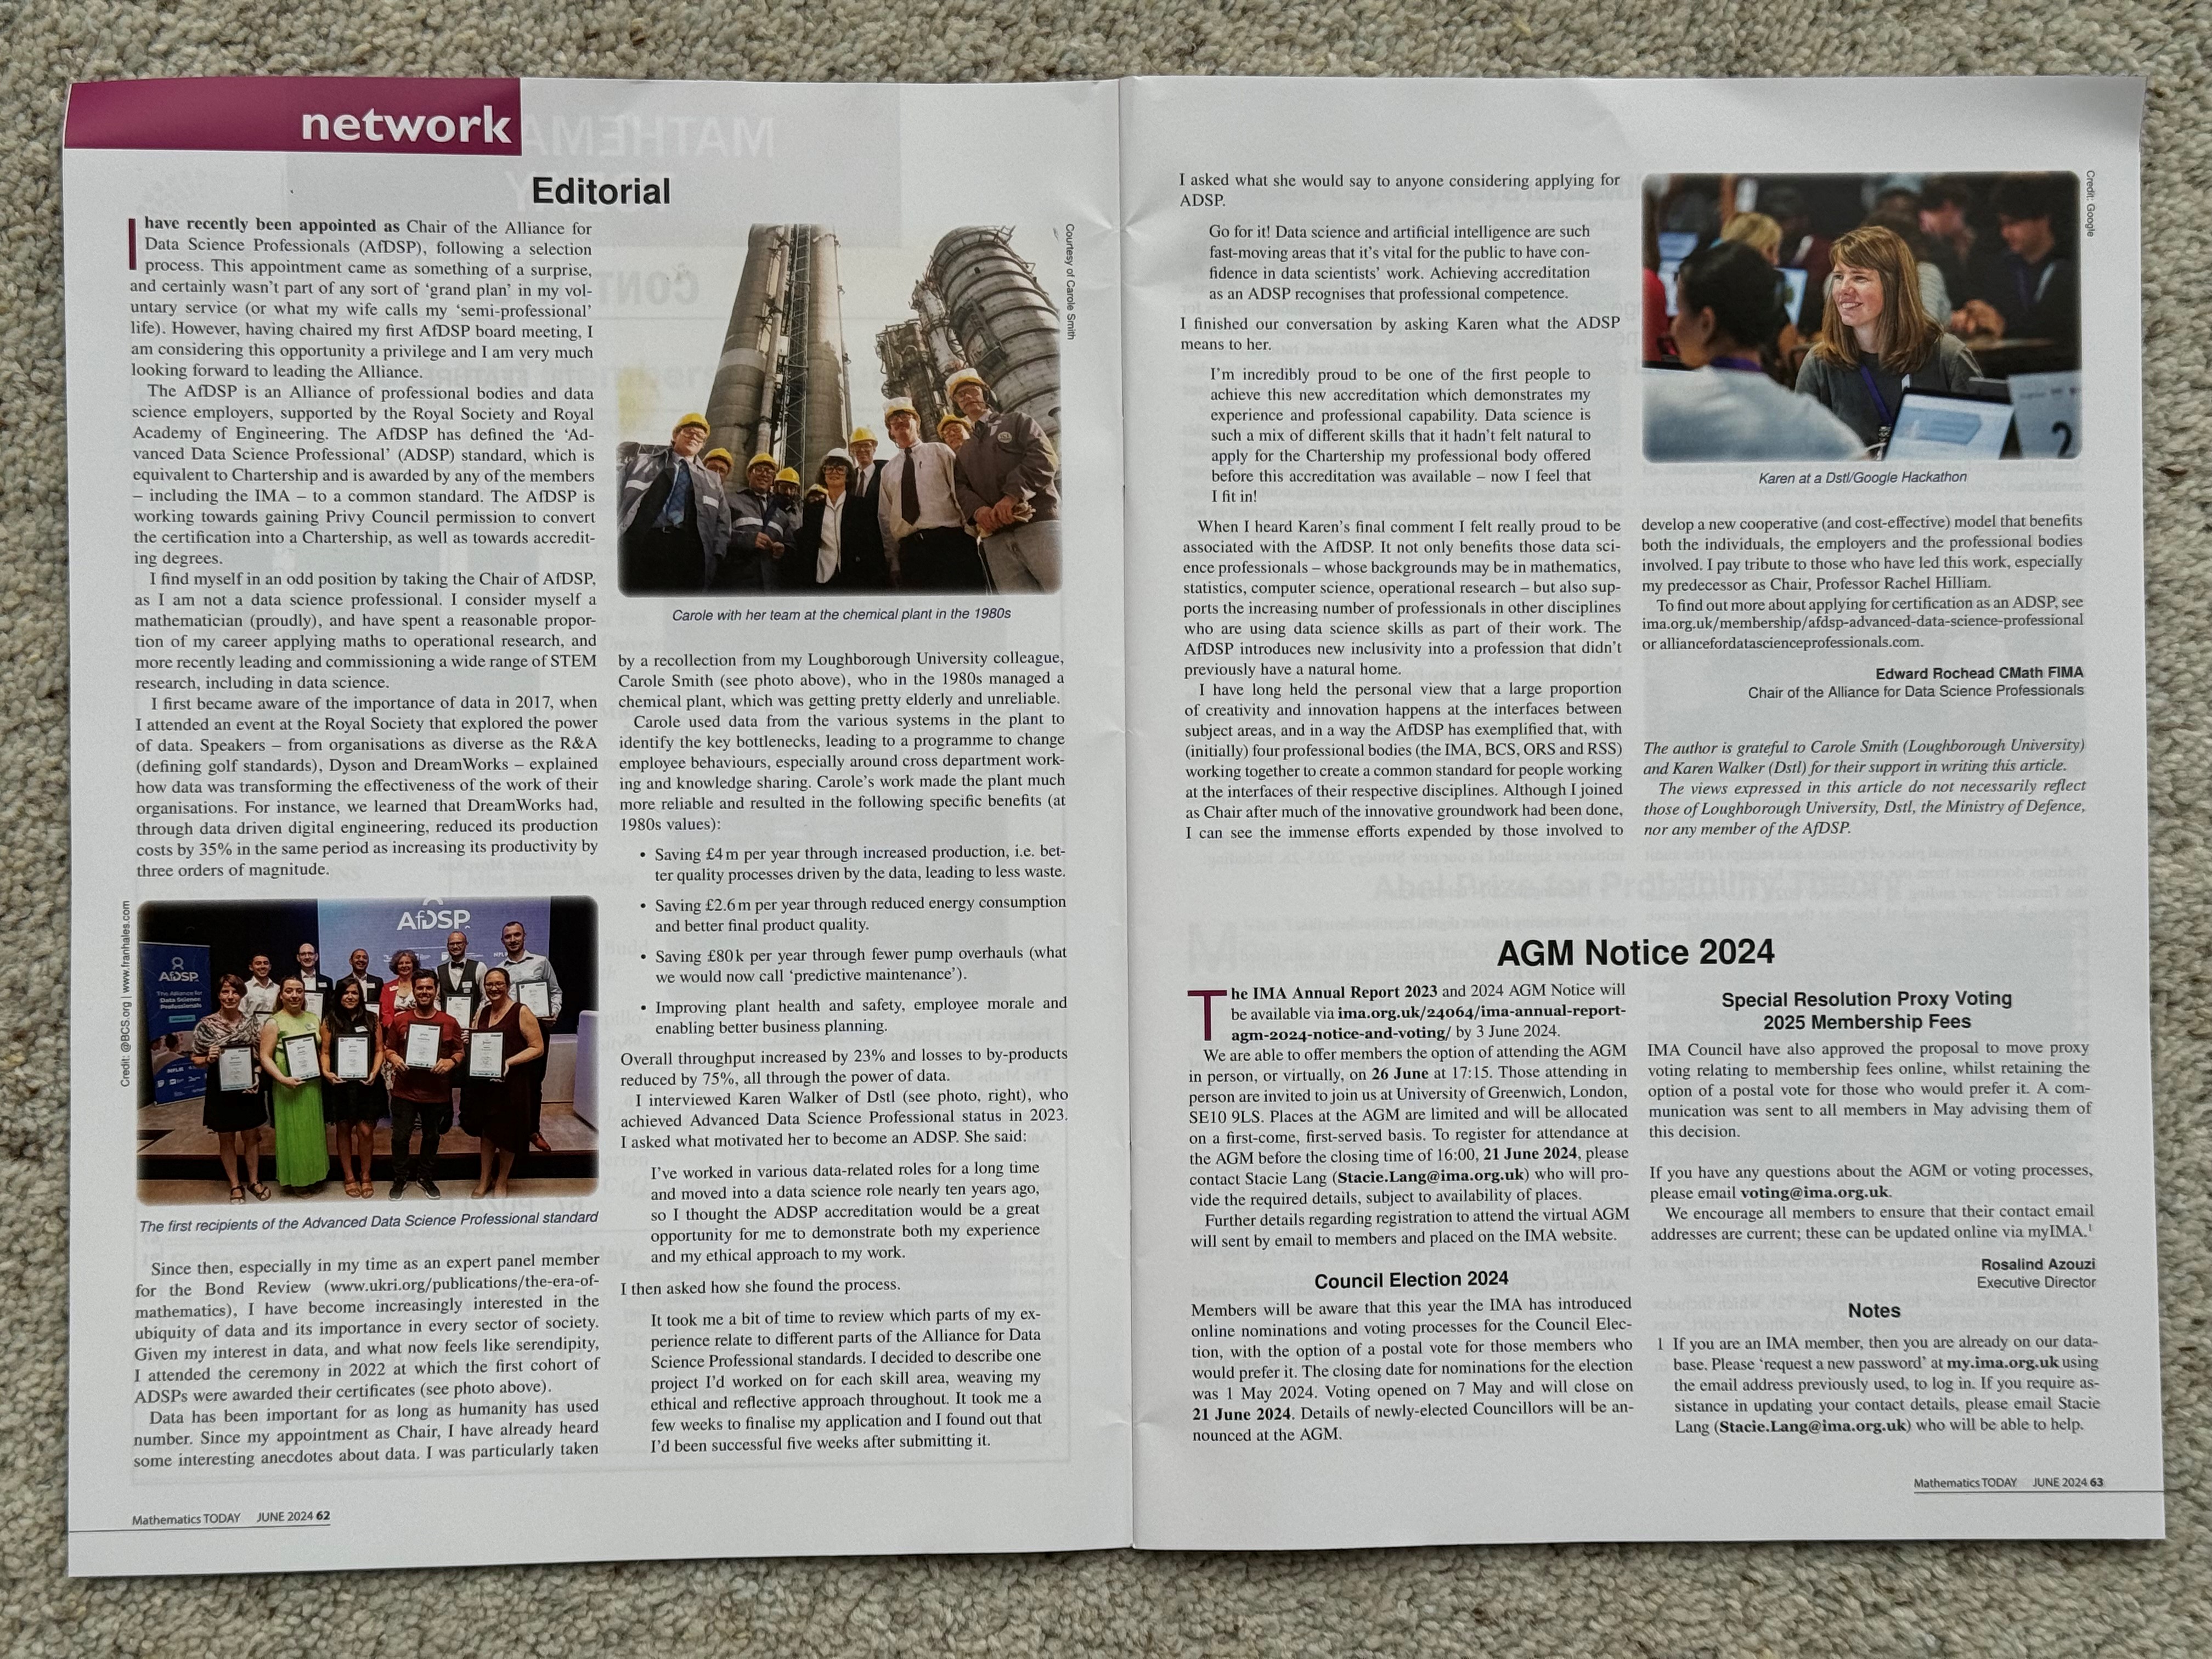 network
Editorial
I have recently been appointed as Chair of the Alliance for
Data Science Professionals (AfDSP), following a selection
process. This appointment came as something of a surprise,
and certainly wasn't part of any sort of 'grand plan' in my vol-
untary service (or what my wife calls my 'semi-professional'
life). However, having chaired my first AfDSP board meeting, I
am considering this opportunity a privilege and I am very much
looking forward to leading the Alliance.
The AfDSP is an Alliance of professional bodies and data
science employers, supported by the Royal Society and Royal
Academy of Engineering. The AfDSP has defined the 'Ad-
vanced Data Science Professional' (ADSP) standard, which is
equivalent to Chartership and is awarded by any of the members
– including the IMA – to a common standard. The AfDSP is
working towards gaining Privy Council permission to convert
the certification into a Chartership, as well as towards accredit-
ing degrees.
I find myself in an odd position by taking the Chair of AfDSP,
as I am not a data science professional. I consider myself a
mathematician (proudly), and have spent a reasonable propor-
tion of my career applying maths to operational research, and
more recently leading and commissioning a wide range of STEM
research, including in data science.
I first became aware of the importance of data in 2017, when
I attended an event at the Royal Society that explored the power
of data. Speakers – from organisations as diverse as the R&A
(defining golf standards), Dyson and DreamWorks – explained
how data was transforming the effectiveness of the work of their
organisations. For instance, we learned that DreamWorks had,
through data driven digital engineering, reduced its production
costs by 35% in the same period as increasing its productivity by
three orders of magnitude.
Credit: @BCS.org | www.franhales.com
AfDSP
ADSP
The Alliance for
Data Science
Professionals
The first recipients of the Advanced Data Science Professional standard
Since then, especially in my time as an expert panel member
for the Bond Review (www.ukri.org/publications/the-era-of-
mathematics), I have become increasingly interested in the
ubiquity of data and its importance in every sector of society.
Given my interest in data, and what now feels like serendipity,
I attended the ceremony in 2022 at which the first cohort of
ADSPs were awarded their certificates (see photo above).
Data has been important for as long as humanity has used
number. Since my appointment as Chair, I have already heard
some interesting anecdotes about data. I was particularly taken
Courtesy of Carole Smith
Carole with her team at the chemical plant in the 1980s
by a recollection from my Loughborough University colleague,
Carole Smith (see photo above), who in the 1980s managed a
chemical plant, which was getting pretty elderly and unreliable.
Carole used data from the various systems in the plant to
identify the key bottlenecks, leading to a programme to change
employee behaviours, especially around cross department work-
ing and knowledge sharing. Carole's work made the plant much
more reliable and resulted in the following specific benefits (at
1980s values):
• Saving £4 m per year through increased production, i.e. bet-
ter quality processes driven by the data, leading to less waste.
• Saving £2.6 m per year through reduced energy consumption
and better final product quality.
• Saving £80 k per year through fewer pump overhauls (what
we would now call 'predictive maintenance').
• Improving plant health and safety, employee morale and
enabling better business planning.
Overall throughput increased by 23% and losses to by-products
reduced by 75%, all through the power of data.
I interviewed Karen Walker of Dstl (see photo, right), who
achieved Advanced Data Science Professional status in 2023.
I asked what motivated her to become an ADSP. She said:
I've worked in various data-related roles for a long time
and moved into a data science role nearly ten years ago,
so I thought the ADSP accreditation would be a great
opportunity for me to demonstrate both my experience
and my ethical approach to my work.
I then asked how she found the process.
It took me a bit of time to review which parts of my ex-
perience relate to different parts of the Alliance for Data
Science Professional standards. I decided to describe one
project I'd worked on for each skill area, weaving my
ethical and reflective approach throughout. It took me a
few weeks to finalise my application and I found out that
I'd been successful five weeks after submitting it.
Mathematics TODAY JUNE 2024 62
I asked what she would say to anyone considering applying for
ADSP.
Go for it! Data science and artificial intelligence are such
fast-moving areas that it's vital for the public to have con-
fidence in data scientists' work. Achieving accreditation
as an ADSP recognises that professional competence.
I finished our conversation by asking Karen what the ADSP
means to her.
I'm incredibly proud to be one of the first people to
achieve this new accreditation which demonstrates my
experience and professional capability. Data science is
such a mix of different skills that it hadn't felt natural to
apply for the Chartership my professional body offered
before this accreditation was available – now I feel that
I fit in!
When I heard Karen's final comment I felt really proud to be
associated with the AfDSP. It not only benefits those data sci-
ence professionals – whose backgrounds may be in mathematics,
statistics, computer science, operational research – but also sup-
ports the increasing number of professionals in other disciplines
who are using data science skills as part of their work. The
AfDSP introduces new inclusivity into a profession that didn't
previously have a natural home.
I have long held the personal view that a large proportion
of creativity and innovation happens at the interfaces between
subject areas, and in a way the AfDSP has exemplified that, with
(initially) four professional bodies (the IMA, BCS, ORS and RSS)
working together to create a common standard for people working
at the interfaces of their respective disciplines. Although I joined
as Chair after much of the innovative groundwork had been done,
I can see the immense efforts expended by those involved to
Credit: Google
2
Karen at a Dstl/Google Hackathon
develop a new cooperative (and cost-effective) model that benefits
both the individuals, the employers and the professional bodies
involved. I pay tribute to those who have led this work, especially
my predecessor as Chair, Professor Rachel Hilliam.
To find out more about applying for certification as an ADSP, see
ima.org.uk/membership/afdsp-advanced-data-science-professional
or alliancefordatascienceprofessionals.com.
Edward Rochead CMath FIMA
Chair of the Alliance for Data Science Professionals
The author is grateful to Carole Smith (Loughborough University)
and Karen Walker (Dstl) for their support in writing this article.
The views expressed in this article do not necessarily reflect
those of Loughborough University, Dstl, the Ministry of Defence,
nor any member of the AfDSP.
AGM Notice 2024
The IMA Annual Report 2023 and 2024 AGM Notice will
be available via ima.org.uk/24064/ima-annual-report-
agm-2024-notice-and-voting/ by 3 June 2024.
We are able to offer members the option of attending the AGM
in person, or virtually, on 26 June at 17:15. Those attending in
person are invited to join us at University of Greenwich, London,
SE10 9LS. Places at the AGM are limited and will be allocated
on a first-come, first-served basis. To register for attendance at
the AGM before the closing time of 16:00, 21 June 2024, please
contact Stacie Lang (Stacie.Lang@ima.org.uk) who will pro-
vide the required details, subject to availability of places.
Further details regarding registration to attend the virtual AGM
will sent by email to members and placed on the IMA website.
Council Election 2024
Members will be aware that this year the IMA has introduced
online nominations and voting processes for the Council Elec-
tion, with the option of a postal vote for those members who
would prefer it. The closing date for nominations for the election
was 1 May 2024. Voting opened on 7 May and will close on
21 June 2024. Details of newly-elected Councillors will be an-
nounced at the AGM.
Special Resolution Proxy Voting
2025 Membership Fees
IMA Council have also approved the proposal to move proxy
voting relating to membership fees online, whilst retaining the
option of a postal vote for those who would prefer it. A com-
munication was sent to all members in May advising them of
this decision.
If you have any questions about the AGM or voting processes,
please email voting@ima.org.uk.
We encourage all members to ensure that their contact email
addresses are current; these can be updated online via myIMA.¹
Rosalind Azouzi
Executive Director
Notes
1 If you are an IMA member, then you are already on our data-
base. Please 'request a new password' at my.ima.org.uk using
the email address previously used, to log in. If you require as-
sistance in updating your contact details, please email Stacie
Lang (Stacie.Lang@ima.org.uk) who will be able to help.
Mathematics TODAY JUNE 2024 63